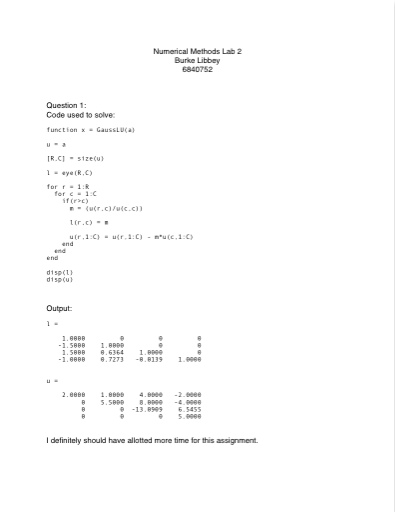 Numerical Methods Lab 2
Burke Libbey
6840752
Question 1:
Code used to solve:
function x = GaussLU(a)
u = a
[R,C] = size(u)
l = eye(R,C)
for r = 1:R
for c = 1:C
if(r>c)
m = (u(r,c)/u(c,c))
l(r,c) = m
u(r,1:C) = u(r,1:C) - m*u(c,1:C)
end
end
end
disp(l)
disp(u)
Output:
l =
1.0000 0 0 0
-1.5000 1.0000 0 0
1.5000 0.6364 1.0000 0
-1.0000 0.7273 -0.0139 1.0000
u =
2.0000 1.0000 4.0000 -2.0000
0 5.5000 8.0000 -4.0000
0 0 -13.0909 6.5455
0 0 0 5.0000
I definitely should have allotted more time for this assignment.